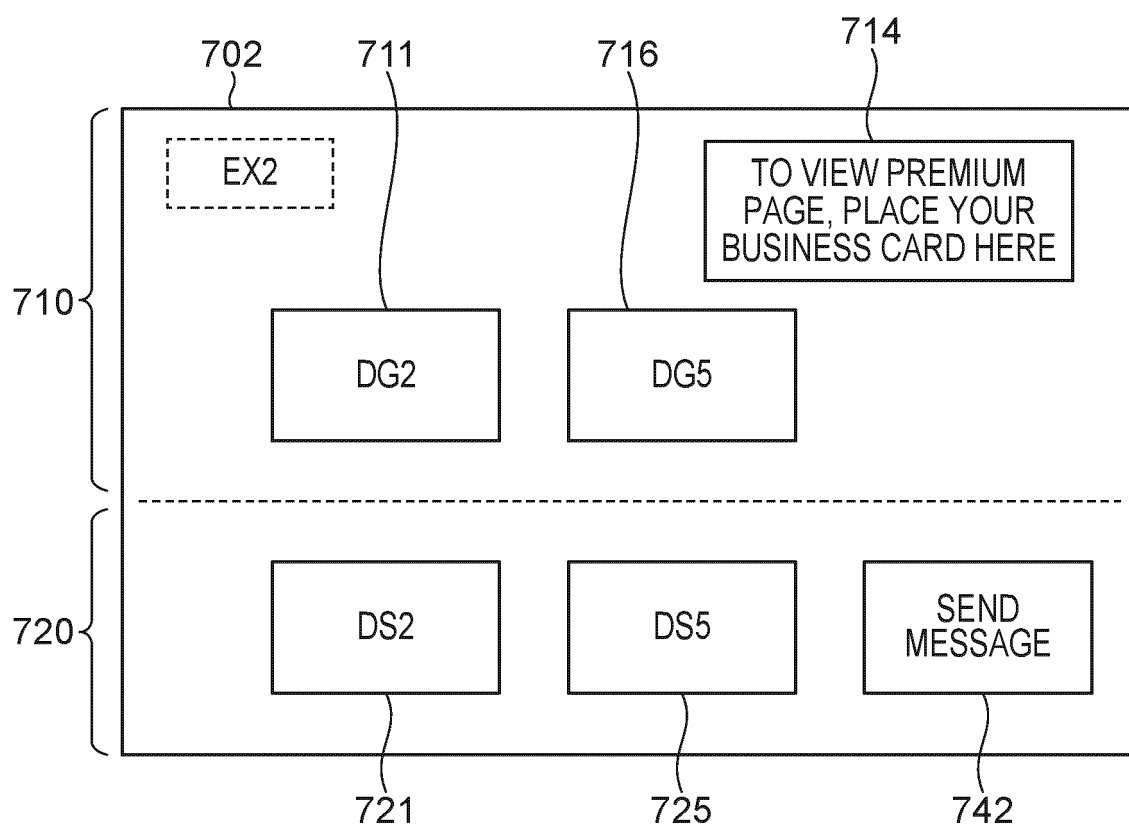 702
711
716
714
EX2
TO VIEW PREMIUM
PAGE, PLACE YOUR
BUSINESS CARD HERE
710
DG2
DG5
720
DS2
DS5
SEND
MESSAGE
721
725
742